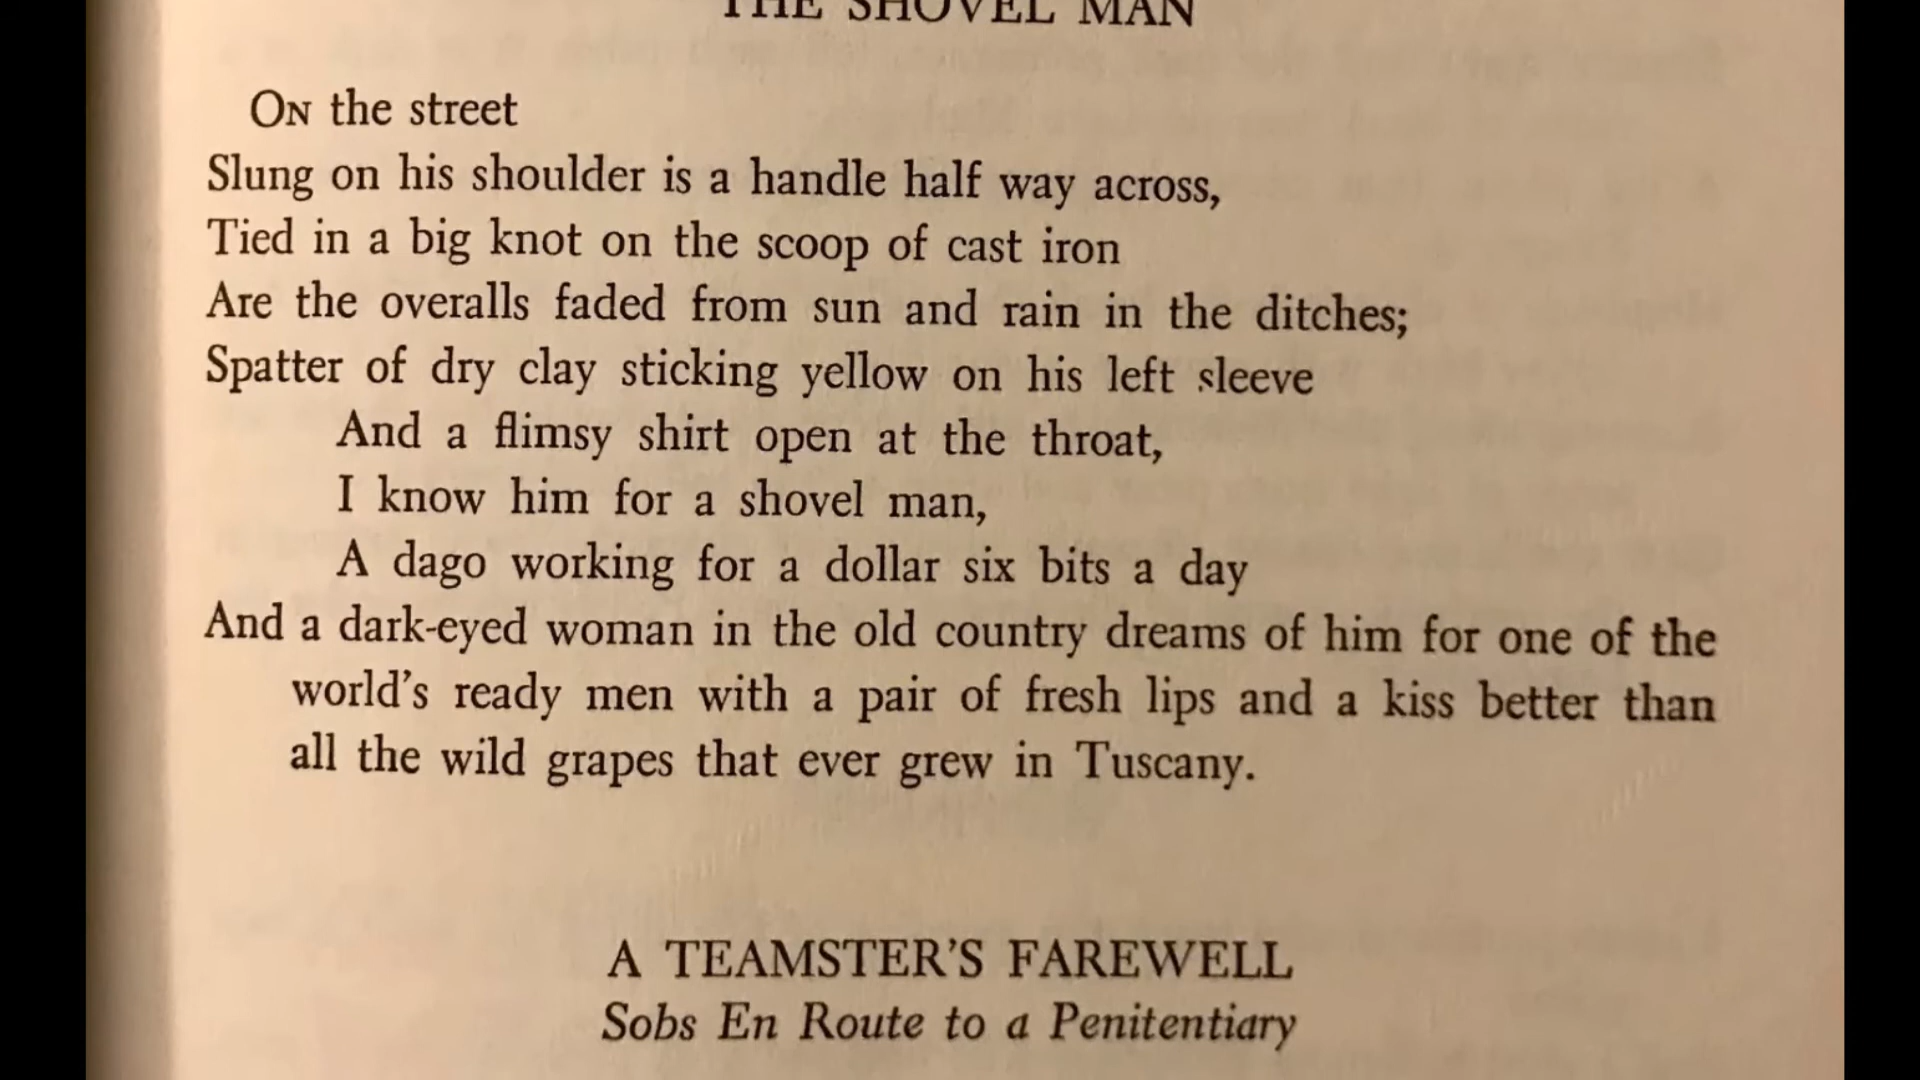 THE SHOVEL MAN
ON the street
Slung on his shoulder is a handle half way across,
Tied in a big knot on the scoop of cast iron
Are the overalls faded from sun and rain in the ditches;
Spatter of dry clay sticking yellow on his left sleeve
And a flimsy shirt open at the throat,
I know him for a shovel man,
A dago working for a dollar six bits a day
And a dark-eyed woman in the old country dreams of him for one of the
world's ready men with a pair of fresh lips and a kiss better than
all the wild grapes that ever grew in Tuscany.
A TEAMSTER'S FAREWELL
Sobs En Route to a Penitentiary